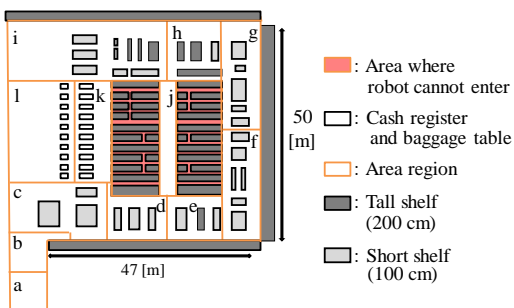 i
h
g
l
k
j
f
c
d
e
b
a
50
[m]
47 [m]
: Area where
robot cannot enter
: Cash register
and baggage table
: Area region
: Tall shelf
(200 cm)
: Short shelf
(100 cm)